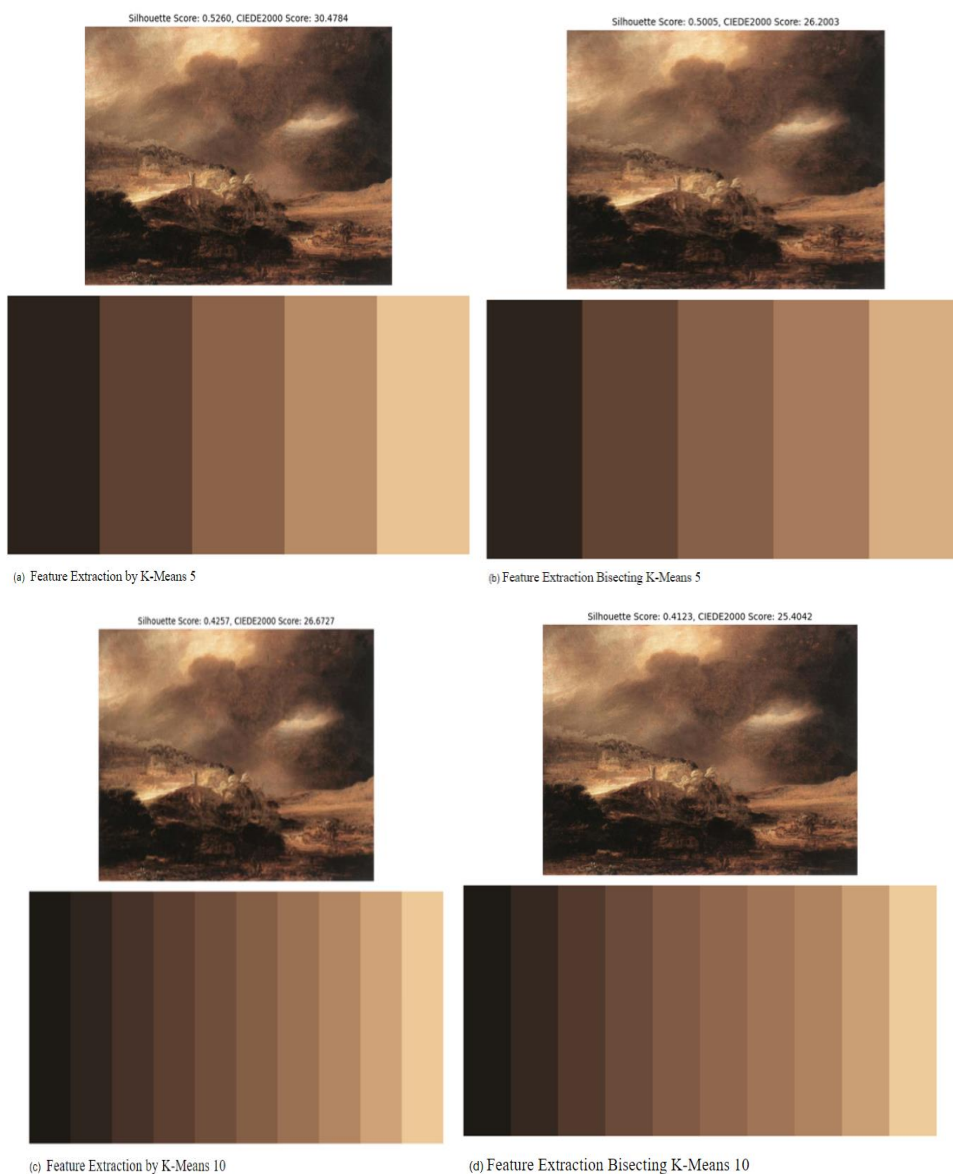 Silhouette Score: 0.5260, CIEDE2000 Score: 30.4784
Silhouette Score: 0.5005, CIEDE2000 Score: 26.2003
(a) Feature Extraction by K-Means 5
(b) Feature Extraction Bisecting K-Means 5
Silhouette Score: 0.4257, CIEDE2000 Score: 26.6727
Silhouette Score: 0.4123, CIEDE2000 Score: 25.4042
(c) Feature Extraction by K-Means 10
(d) Feature Extraction Bisecting K-Means 10